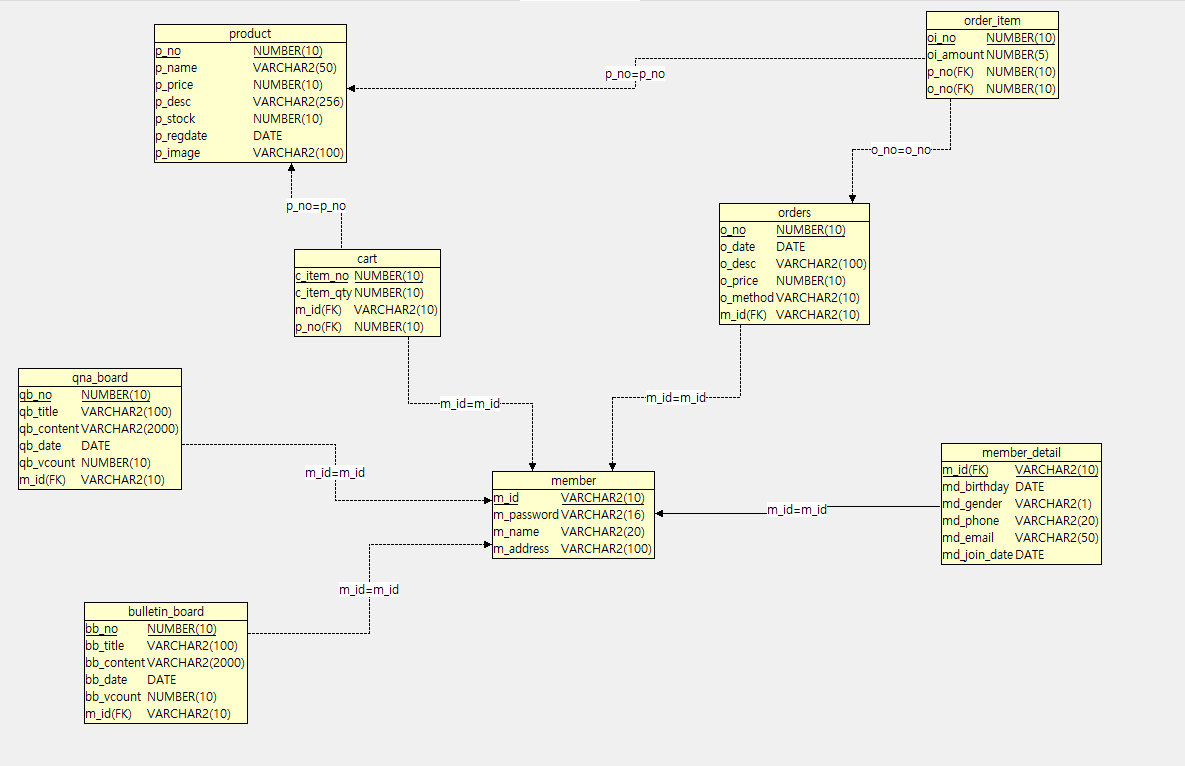 product
p_no NUMBER(10)
p_name VARCHAR2(50)
p_price NUMBER(10)
p_desc VARCHAR2(256)
p_stock NUMBER(10)
p_regdate DATE
p_image VARCHAR2(100)
p_no=p_no
order_item
oi_no NUMBER(10)
oi_amount NUMBER(5)
p_no(FK) NUMBER(10)
o_no(FK) NUMBER(10)
o_no=o_no
p_no=p_no
cart
c_item_no NUMBER(10)
c_item_qty NUMBER(10)
m_id(FK) VARCHAR2(10)
p_no(FK) NUMBER(10)
orders
o_no NUMBER(10)
o_date DATE
o_desc VARCHAR2(100)
o_price NUMBER(10)
o_method VARCHAR2(10)
m_id(FK) VARCHAR2(10)
qna_board
qb_no NUMBER(10)
qb_title VARCHAR2(100)
qb_content VARCHAR2(2000)
qb_date DATE
qb_vcount NUMBER(10)
m_id(FK) VARCHAR2(10)
m_id=m_id
m_id=m_id
m_id=m_id
member
m_id VARCHAR2(10)
m_password VARCHAR2(16)
m_name VARCHAR2(20)
m_address VARCHAR2(100)
m_id=m_id
member_detail
m_id(FK) VARCHAR2(10)
md_birthday DATE
md_gender VARCHAR2(1)
md_phone VARCHAR2(20)
md_email VARCHAR2(50)
md_join_date DATE
m_id=m_id
bulletin_board
bb_no NUMBER(10)
bb_title VARCHAR2(100)
bb_content VARCHAR2(2000)
bb_date DATE
bb_vcount NUMBER(10)
m_id(FK) VARCHAR2(10)